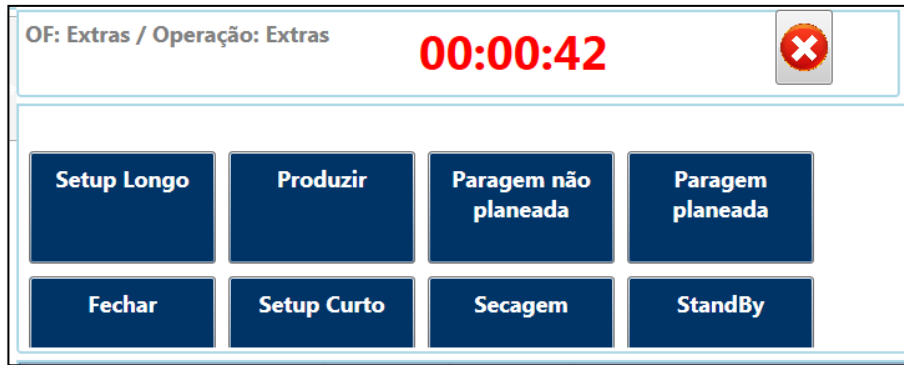 OF: Extras / Operação: Extras
00:00:42
Setup Longo
Produzir
Paragem não
planeada
Paragem
planeada
Fechar
Setup Curto
Secagem
StandBy